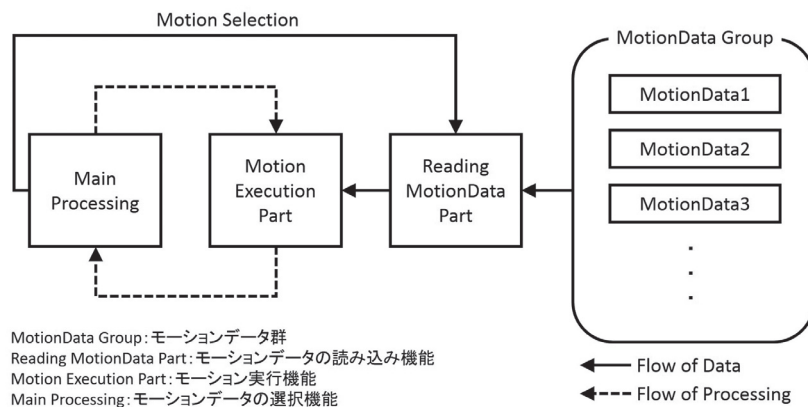 Motion Selection
MotionData Group
MotionData1
MotionData2
MotionData3
Main
Processing
Motion
Execution
Part
Reading
MotionData
Part
MotionData Group：モーションデータ群
Reading MotionData Part：モーションデータの読み込み機能
Motion Execution Part：モーション実行機能
Main Processing：モーションデータの選択機能
Flow of Data
Flow of Processing